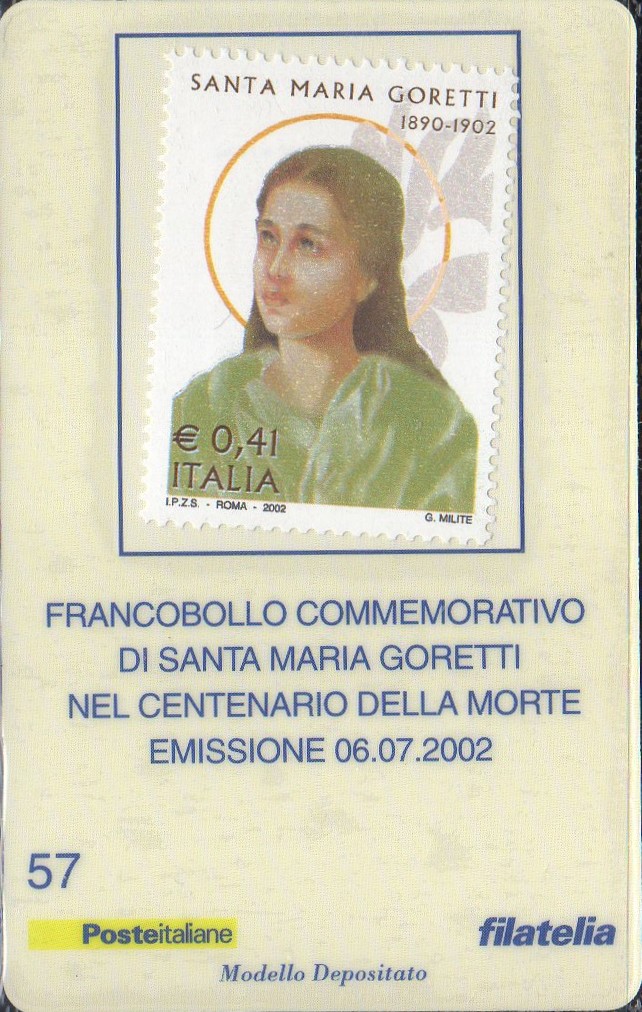 SANTA MARIA GORETTI
1890-1902
€ 0,41
ITALIA
I.P.Z.S. - ROMA - 2002
G. MILITE
FRANCOBOLLO COMMEMORATIVO
DI SANTA MARIA GORETTI
NEL CENTENARIO DELLA MORTE
EMISSIONE 06.07.2002
57
Posteitaliane
filatelia
Modello Depositato